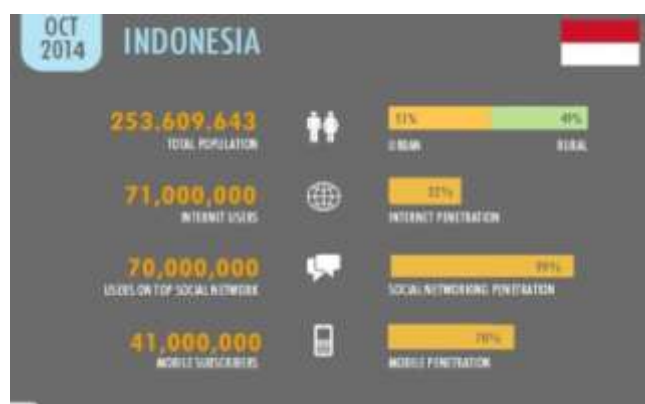 OCT
2014
INDONESIA
253.609.643
TOTAL POPULATION
51%
49%
URBAN
RURAL
71,000,000
INTERNET USERS
INTERNET PENETRATION
70,000,000
USERS ON TOP SOCIAL NETWORK
SOCIAL NETWORKING PENETRATION
41,000,000
MOBILE SUBSCRIBERS
MOBILE PENETRATION